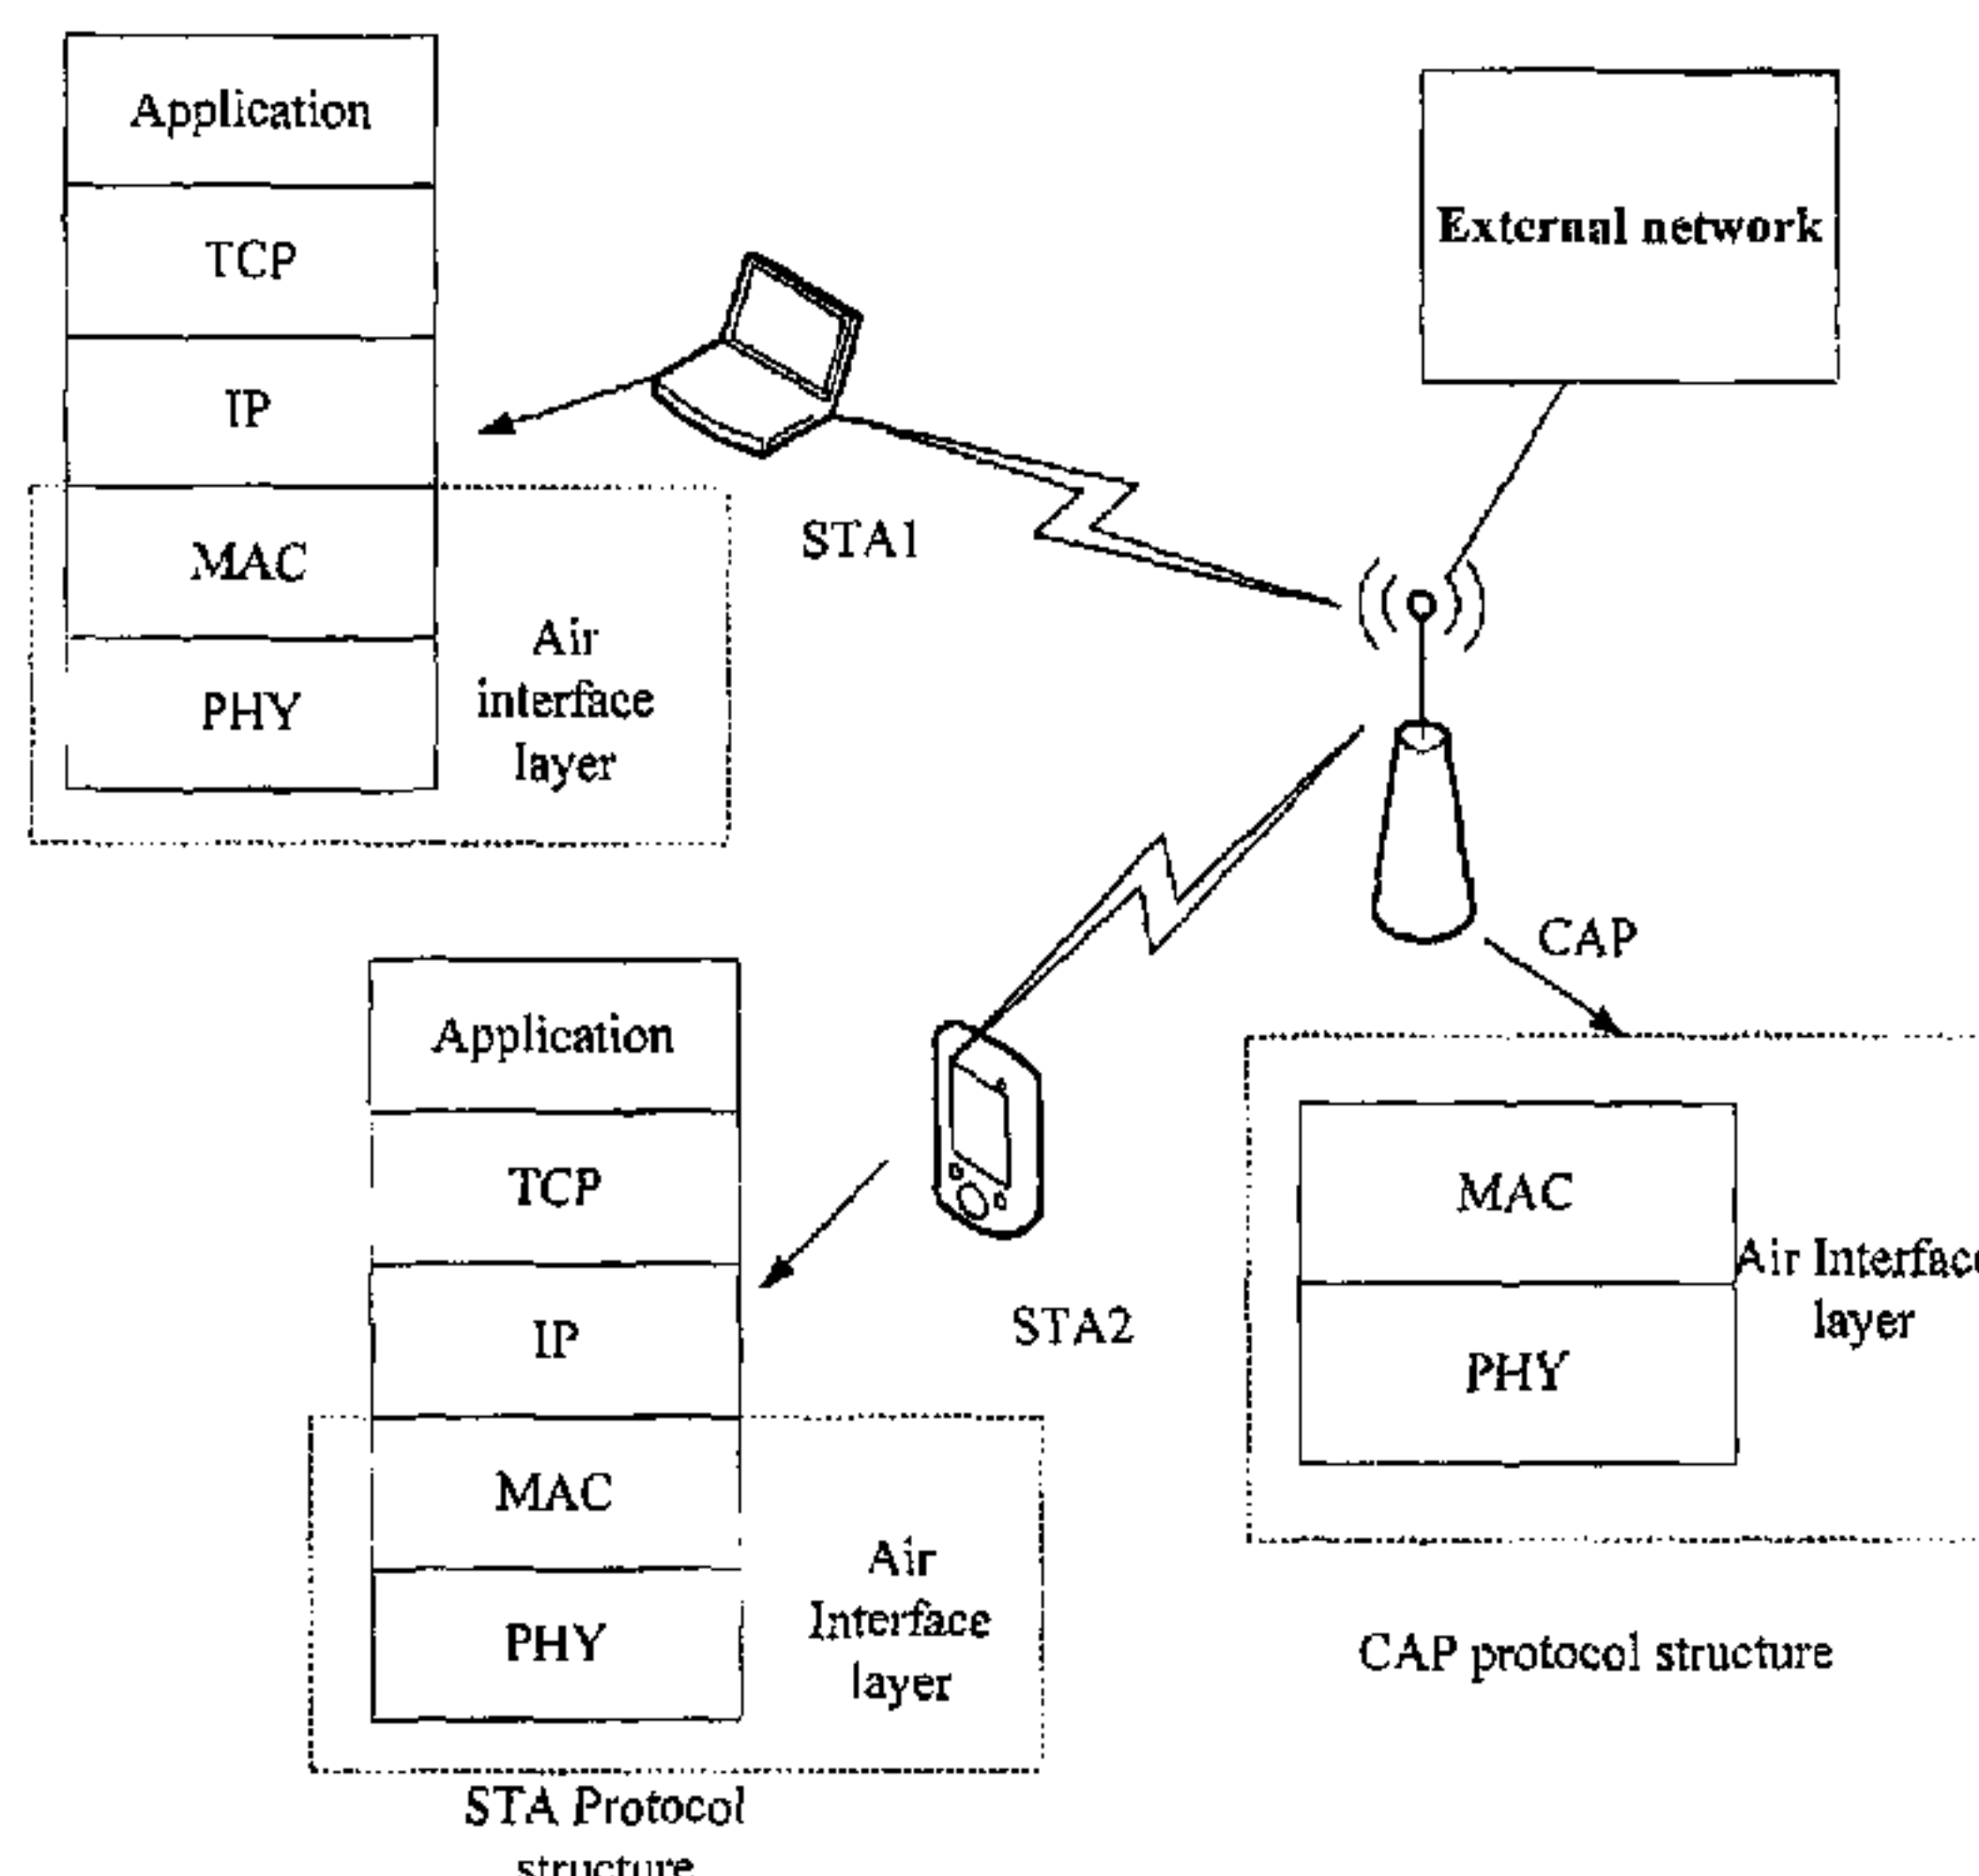 Application
TCP
IP
MAC
PHY
Air
interface
layer
STA1
External network
CAP
Application
TCP
IP
MAC
PHY
Air
Interface
layer
STA2
STA Protocol
structure
MAC
PHY
Air Interface
layer
CAP protocol structure